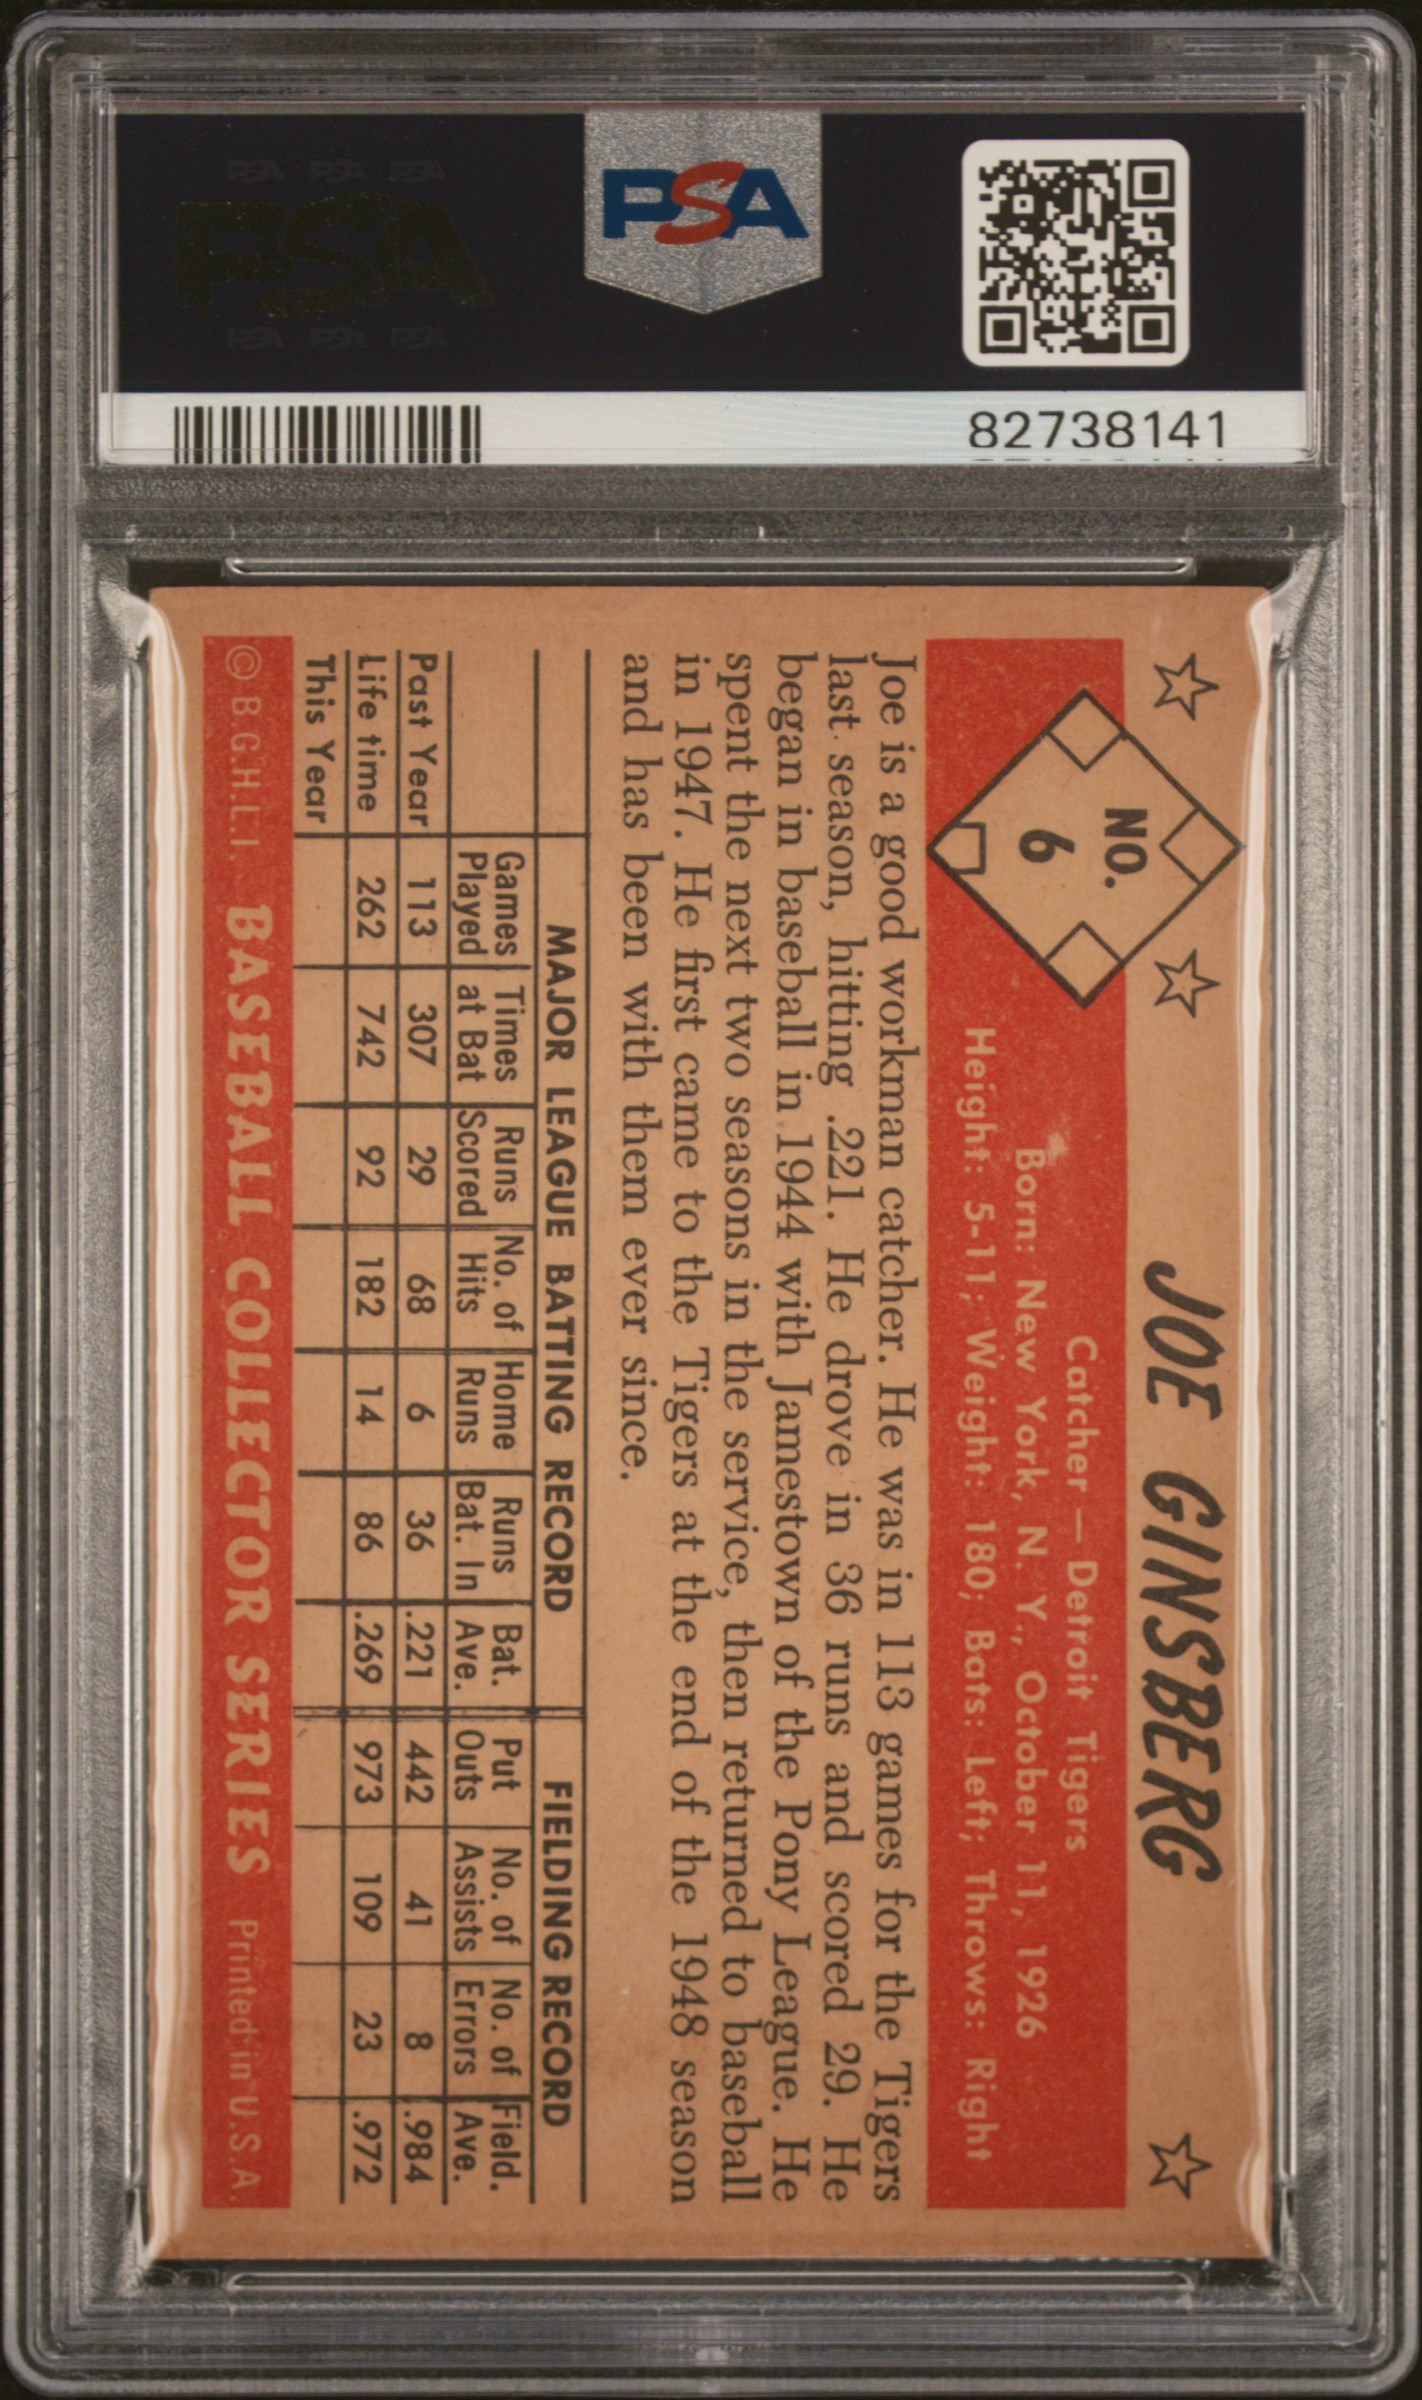 PSA PSA PSA
PSA
PSA PSA PSA
PSA
82738141
JOE GINSBERG
NO.
6
Catcher — Detroit Tigers
Born: New York, N. Y., October 11, 1926
Height: 5-11; Weight: 180; Bats: Left; Throws: Right
Joe is a good workman catcher. He was in 113 games for the Tigers
last season, hitting .221. He drove in 36 runs and scored 29. He
began in baseball in 1944 with Jamestown of the Pony League. He
spent the next two seasons in the service, then returned to baseball
in 1947. He first came to the Tigers at the end of the 1948 season
and has been with them ever since.
MAJOR LEAGUE BATTING RECORD FIELDING RECORD
Games Times Runs No. of Home Runs Bat. Put No. of No. of Field.
Played at Bat Scored Hits Runs Bat. In Ave. Outs Assists Errors Ave.
Past Year 113 307 29 68 6 36 .221 442 41 8 .984
Life time 262 742 92 182 14 86 .269 973 109 23 .972
This Year
© B.G.H.L.I. BASEBALL COLLECTOR SERIES Printed in U.S.A.